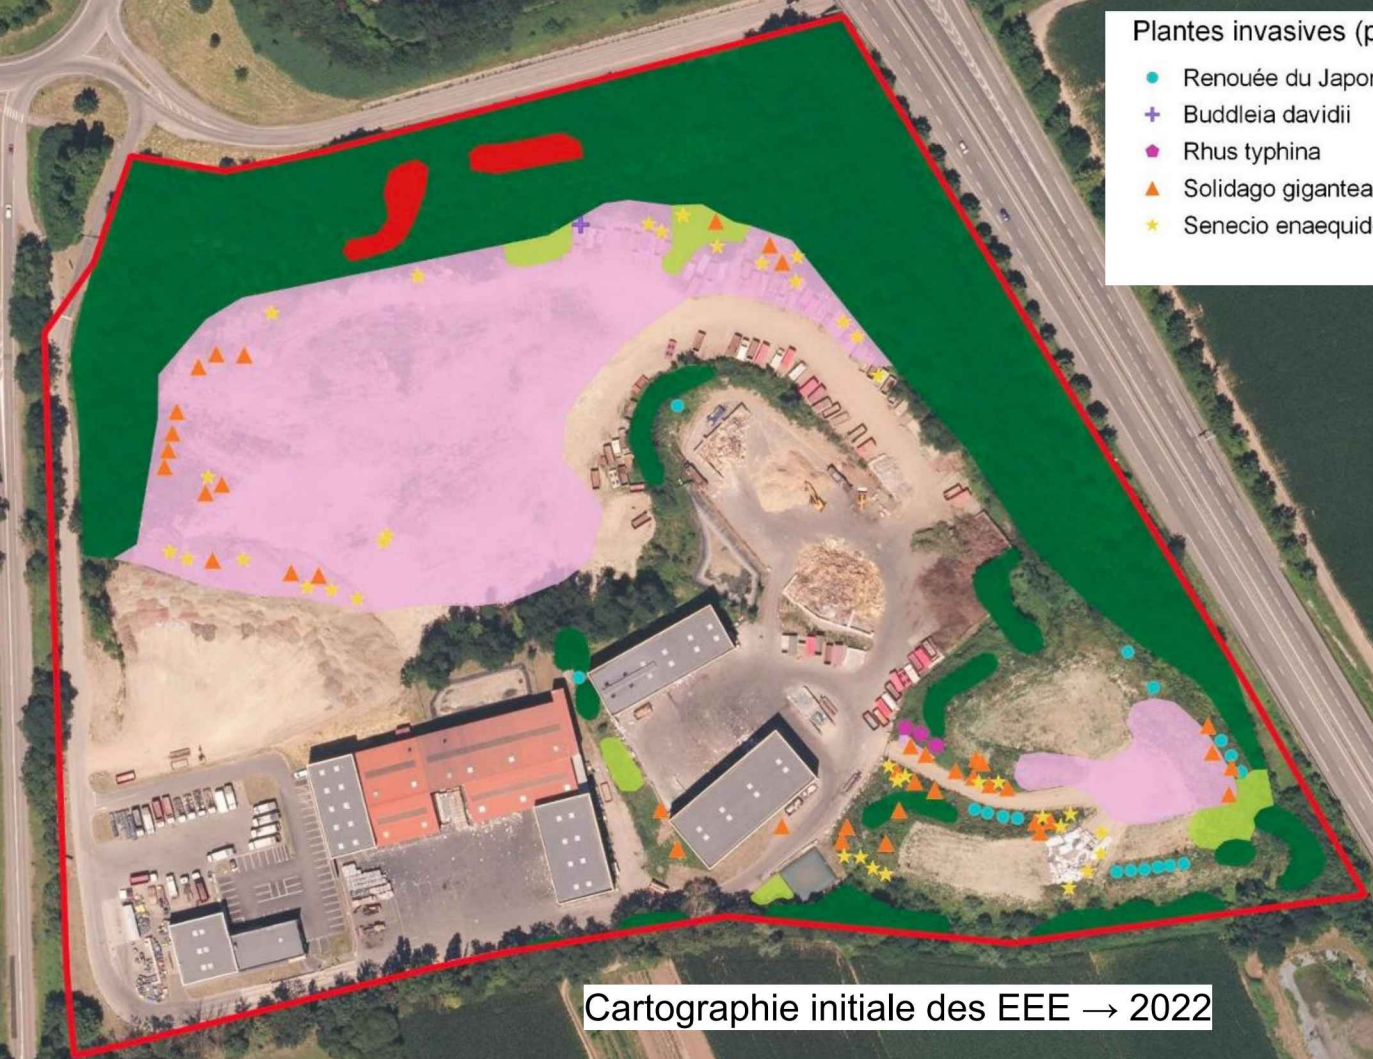 Plantes invasives (p
Renouée du Japon
Buddleia davidii
Rhus typhina
Solidago gigantea
Senecio enaequid
Cartographie initiale des EEE → 2022